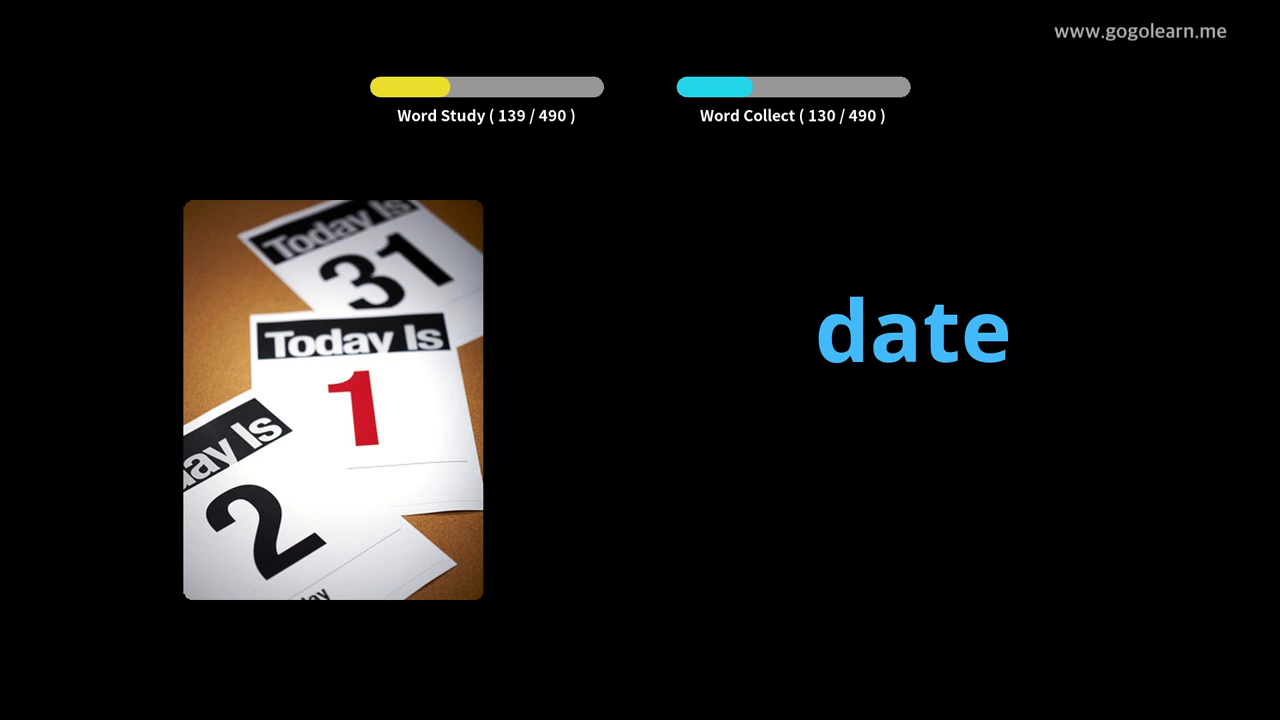 www.gogolearn.me
Word Study ( 139 / 490 )
Word Collect ( 130 / 490 )
Today Is
31
Today Is
1
ay Is
2
date